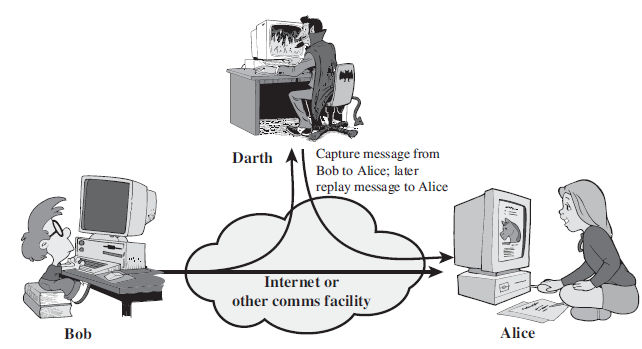 Darth
Capture message from
Bob to Alice; later
replay message to Alice
Internet or
other comms facility
Bob
Alice